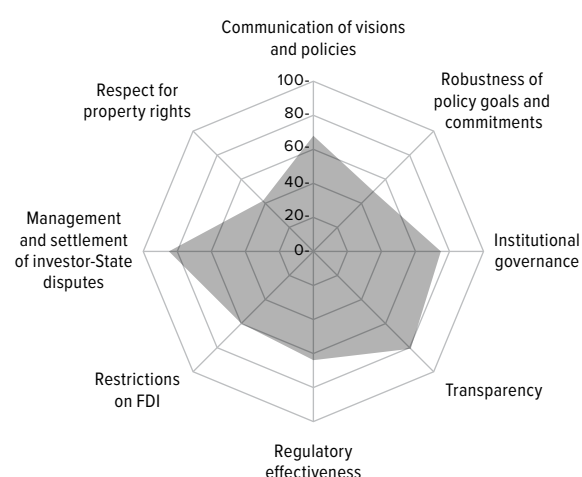 Communication of visions
and policies
Robustness of
policy goals and
commitments
Institutional
governance
Transparency
Regulatory
effectiveness
Restrictions
on FDI
Management
and settlement
of investor-State
disputes
Respect for
property rights
100-
80-
60-
40-
20-
0-